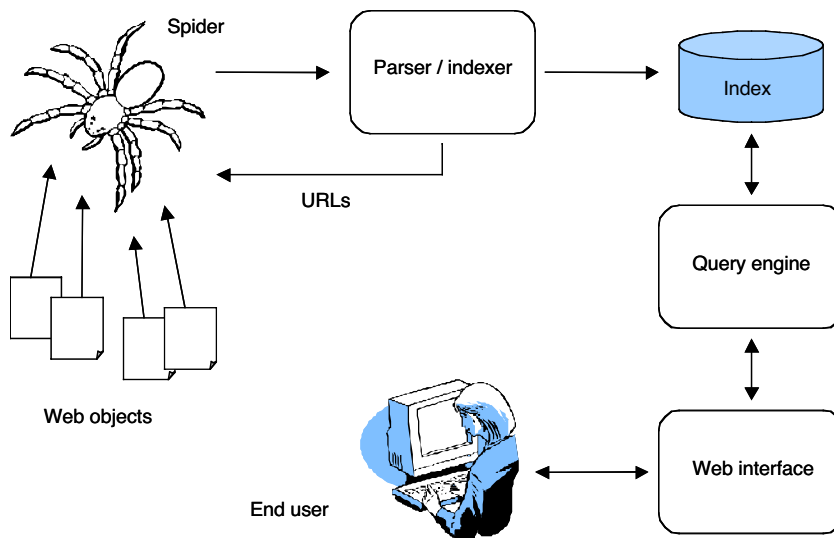 Spider
Parser / indexer
Index
URLs
Query engine
Web objects
Web interface
End user